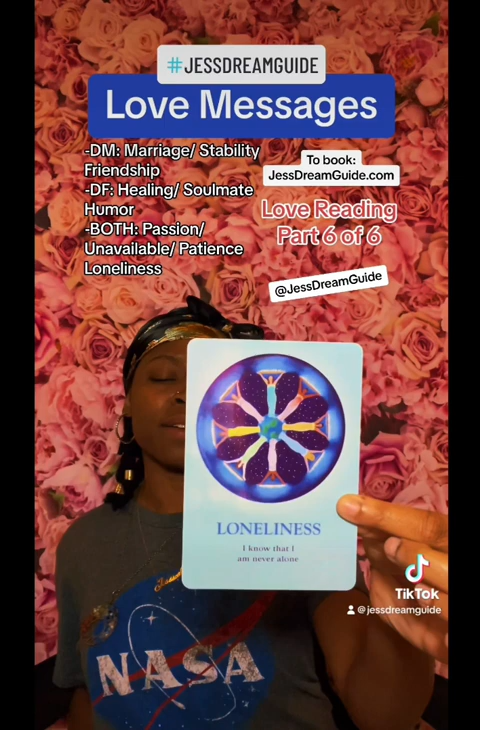 #JESSDREAMGUIDE
Love Messages
-DM: Marriage/ Stability
Friendship
-DF: Healing/ Soulmate
Humor
-BOTH: Passion/
Unavailable/ Patience
Loneliness
To book:
JessDreamGuide.com
Love Reading
Part 6 of 6
@JessDreamGuide
LONELINESS
I know that I
am never alone
NASA
TikTok
@jessdreamguide